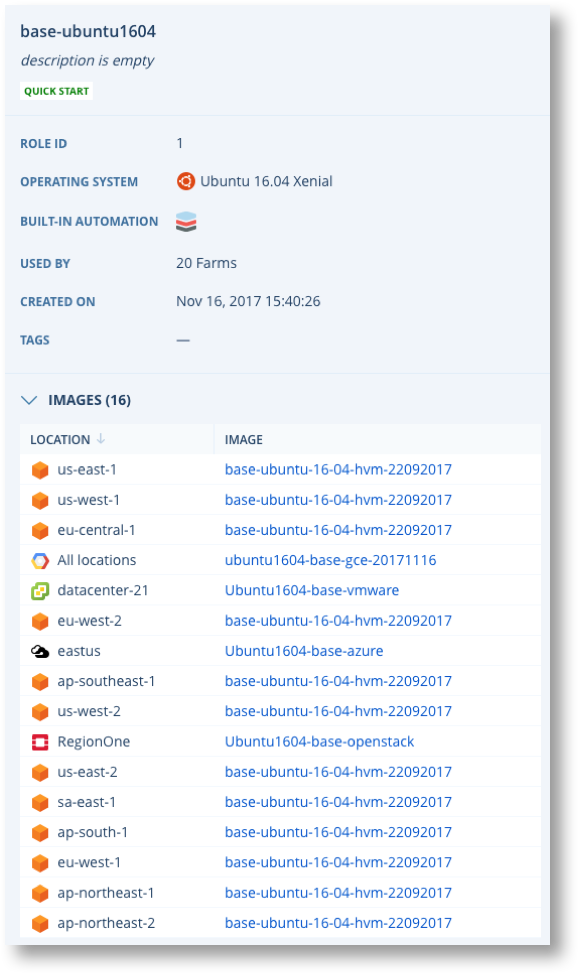 base-ubuntu1604
description is empty
QUICK START
ROLE ID 1
OPERATING SYSTEM Ubuntu 16.04 Xenial
BUILT-IN AUTOMATION
USED BY 20 Farms
CREATED ON Nov 16, 2017 15:40:26
TAGS —
IMAGES (16)
LOCATION IMAGE
us-east-1 base-ubuntu-16-04-hvm-22092017
us-west-1 base-ubuntu-16-04-hvm-22092017
eu-central-1 base-ubuntu-16-04-hvm-22092017
All locations ubuntu1604-base-gce-20171116
datacenter-21 Ubuntu1604-base-vmware
eu-west-2 base-ubuntu-16-04-hvm-22092017
eastus Ubuntu1604-base-azure
ap-southeast-1 base-ubuntu-16-04-hvm-22092017
us-west-2 base-ubuntu-16-04-hvm-22092017
RegionOne Ubuntu1604-base-openstack
us-east-2 base-ubuntu-16-04-hvm-22092017
sa-east-1 base-ubuntu-16-04-hvm-22092017
ap-south-1 base-ubuntu-16-04-hvm-22092017
eu-west-1 base-ubuntu-16-04-hvm-22092017
ap-northeast-1 base-ubuntu-16-04-hvm-22092017
ap-northeast-2 base-ubuntu-16-04-hvm-22092017